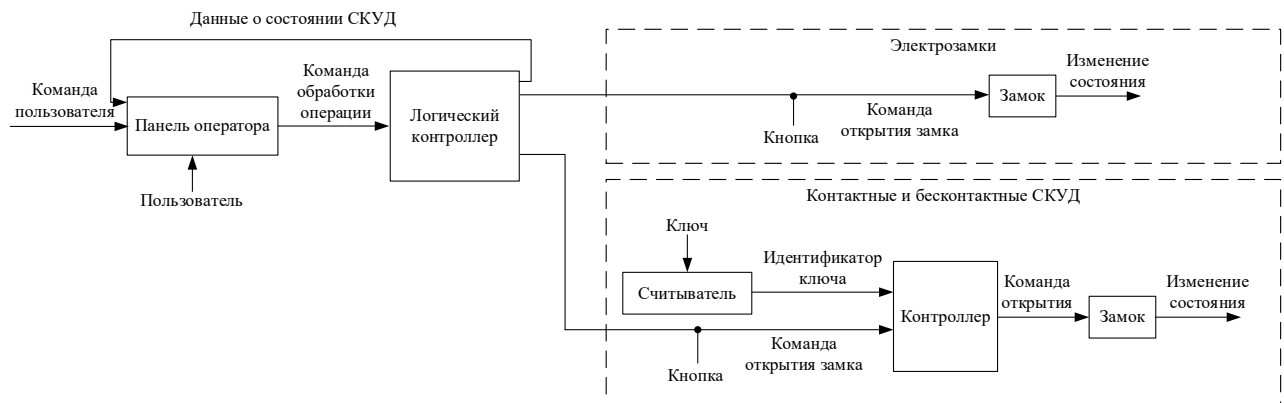 Данные о состоянии СКУД
Команда
пользователя
Панель оператора
Пользователь
Команда
обработки
операции
Логический
контроллер
Электрозамки
Кнопка
Команда
открытия замка
Замок
Изменение
состояния
Контактные и бесконтактные СКУД
Ключ
Считыватель
Идентификатор
ключа
Кнопка
Команда
открытия замка
Контроллер
Команда
открытия
Замок
Изменение
состояния